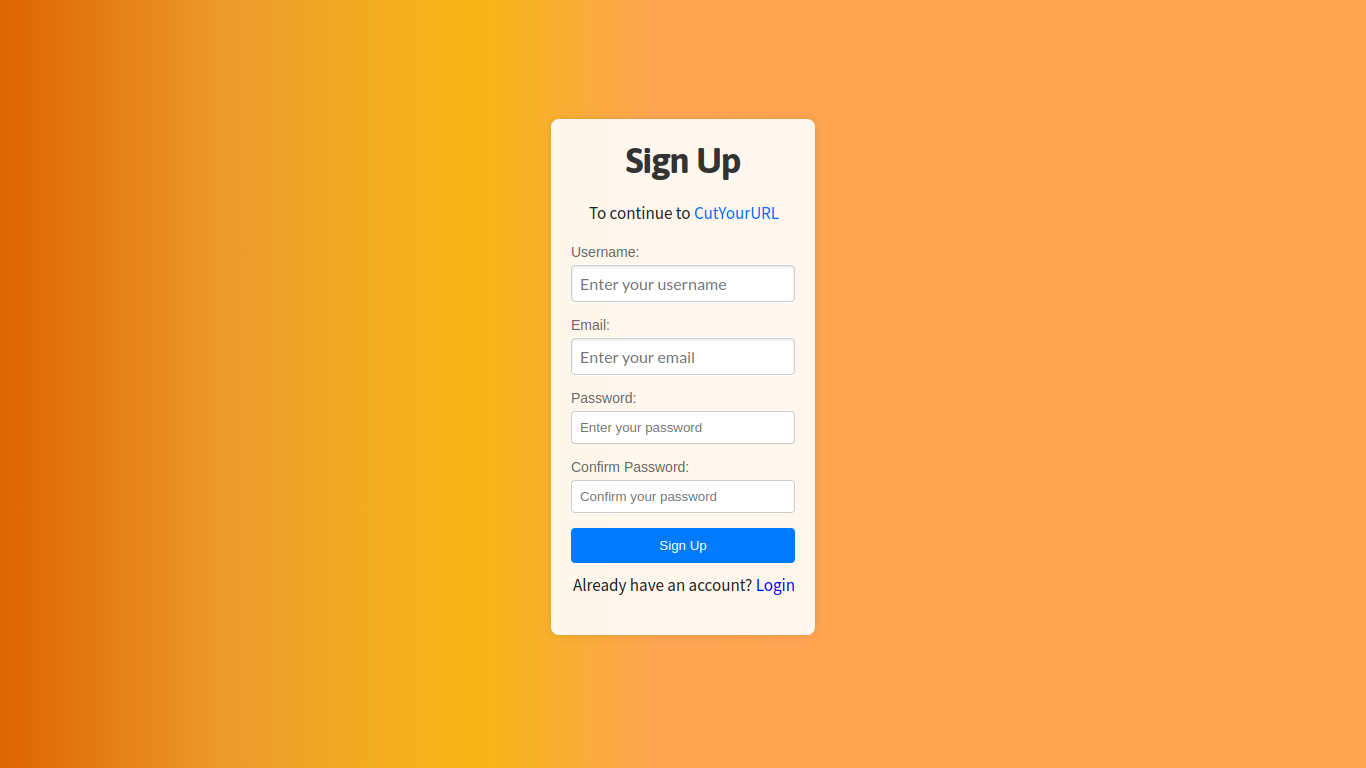 Sign Up
To continue to CutYourURL
Username:
Enter your username
Email:
Enter your email
Password:
Enter your password
Confirm Password:
Confirm your password
Sign Up
Already have an account? Login